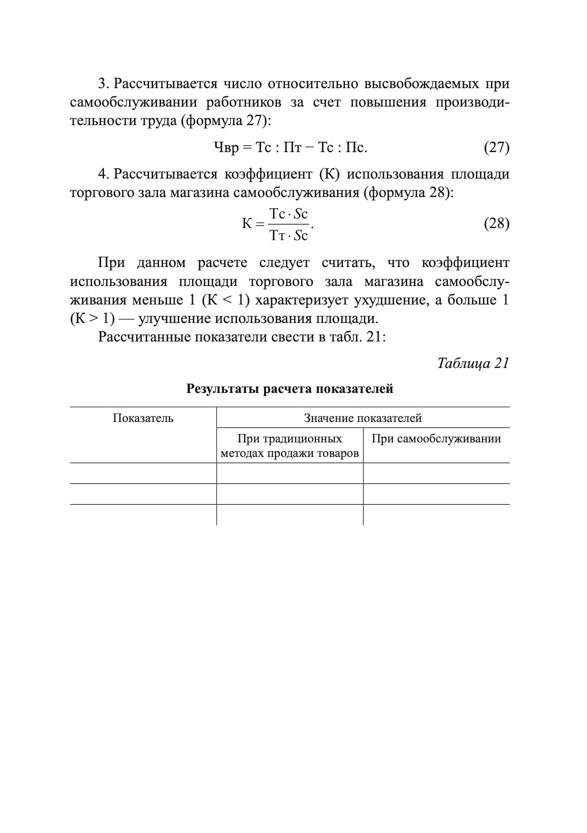 3. Рассчитывается число относительно высвобождаемых при
самообслуживании работников за счет повышения производи-
тельности труда (формула 27):
Чвр = Тс : Пт − Тс : Пс. (27)
4. Рассчитывается коэффициент (К) использования площади
торгового зала магазина самообслуживания (формула 28):
К = Тс · Sс / Тт · Sс. (28)
При данном расчете следует считать, что коэффициент
использования площади торгового зала магазина самообслу-
живания меньше 1 (К < 1) характеризует ухудшение, а больше 1
(К > 1) — улучшение использования площади.
Рассчитанные показатели свести в табл. 21:
Таблица 21
Результаты расчета показателей
Показатель Значение показателей
При традиционных При самообслуживании
методах продажи товаров